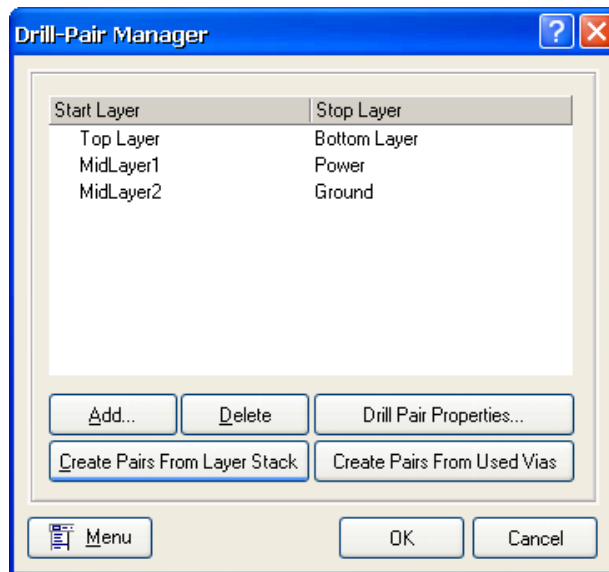 Drill-Pair Manager
Start Layer Stop Layer
Top Layer Bottom Layer
MidLayer1 Power
MidLayer2 Ground
Add... Delete Drill Pair Properties...
Create Pairs From Layer Stack Create Pairs From Used Vias
Menu OK Cancel